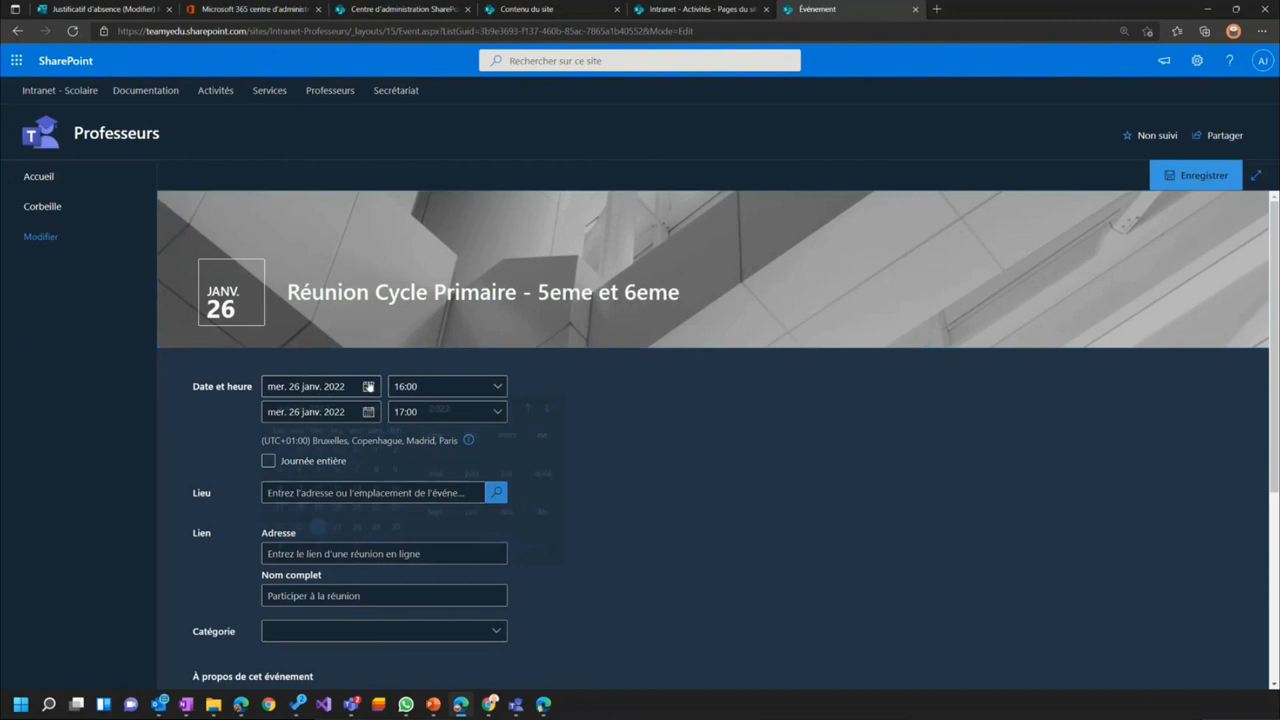 Justificatif d'absence (Modifier)
Microsoft 365 centre d'administ
Centre d'administration SharePo
Contenu du site
Intranet - Activités - Pages du s
Événement
https://teamyedu.sharepoint.com/sites/Intranet-Professeurs/_layouts/15/Event.aspx?ListGuid=3b9e3693-f137-460b-85ac-7865a1b40552&Mode=Edit
SharePoint
Rechercher sur ce site
AJ
Intranet - Scolaire Documentation Activités Services Professeurs Secrétariat
T
Professeurs
Non suivi
Partager
Accueil
Enregistrer
Corbeille
Modifier
JANV.
26
Réunion Cycle Primaire - 5eme et 6eme
Date et heure
mer. 26 janv. 2022
16:00
mer. 26 janv. 2022
17:00
2022
(UTC+01:00) Bruxelles, Copenhague, Madrid, Paris
Journée entière
Lieu
Entrez l'adresse ou l'emplacement de l'événe...
Lien
Adresse
Entrez le lien d'une réunion en ligne
Nom complet
Participer à la réunion
Catégorie
À propos de cet événement